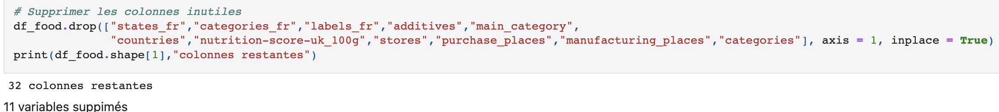 # Supprimer les colonnes inutiles
df_food.drop(["states_fr","categories_fr","labels_fr","additives","main_category",
"countries","nutrition-score-uk_100g","stores","purchase_places","manufacturing_places","categories"], axis = 1, inplace = True)
print(df_food.shape[1],"colonnes restantes")
32 colonnes restantes
11 variables suppimés